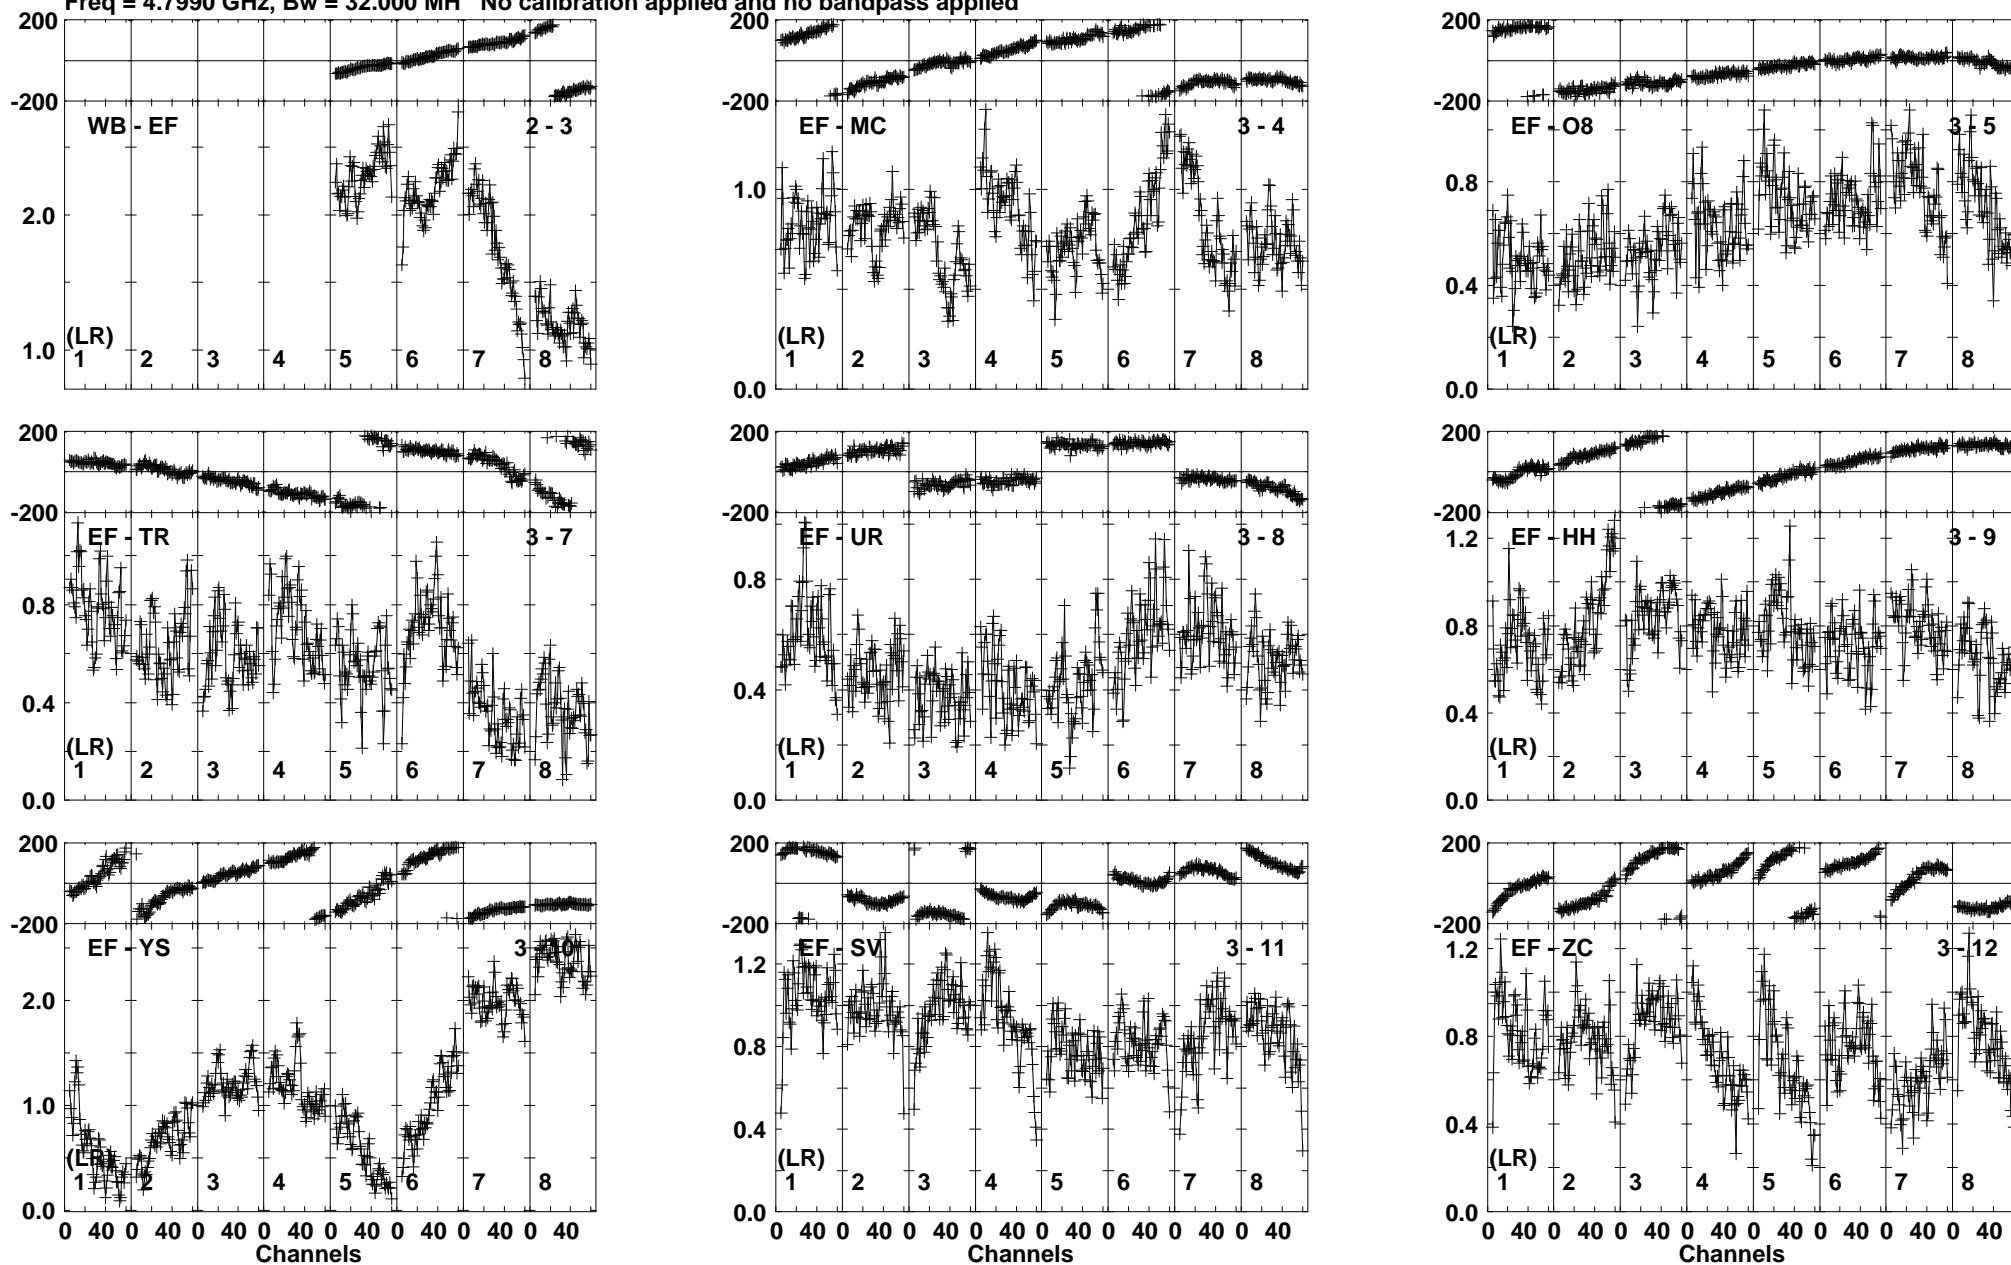 Freq = 4.7990 GHz, Bw = 32.000 MH No calibration applied and no bandpass applied
200 200 200
-200 -200 -200
WB - EF 2 - 3 EF - MC 3 - 4 EF - O8 3 - 5
2.0 1.0 0.8
1.0 0.4
(LR) (LR)
1 2 3 4 5 6 7 8 1 2 3 4 5 6 7 8 1 2 3 4 5 6 7 8
0.0 0.0
200 200 200
-200 -200 -200
EF - TR 3 - 7 EF - UR 3 - 8 EF - HH 3 - 9
1.2
0.8 0.8 0.8
0.4 0.4 0.4
(LR) (LR) (LR)
1 2 3 4 5 6 7 8 1 2 3 4 5 6 7 8 1 2 3 4 5 6 7 8
0.0 0.0 0.0
200 200 200
-200 -200 -200
EF - YS 3 - 10 EF - SV 3 - 11 EF - ZC 3 - 12
2.0 1.2 1.2
0.8 0.8
1.0 0.4 0.4
(LR) (LR) (LR)
1 2 3 4 5 6 7 8 1 2 3 4 5 6 7 8 1 2 3 4 5 6 7 8
0.0 0.0 0.0
0 40 0 40 0 40 0 40 0 40 0 40 0 40 0 40 0 40 0 40 0 40 0 40 0 40 0 40 0 40 0 40 0 40 0 40 0 40 0 40 0 40 0 40 0 40 0 40
Channels Channels Channels